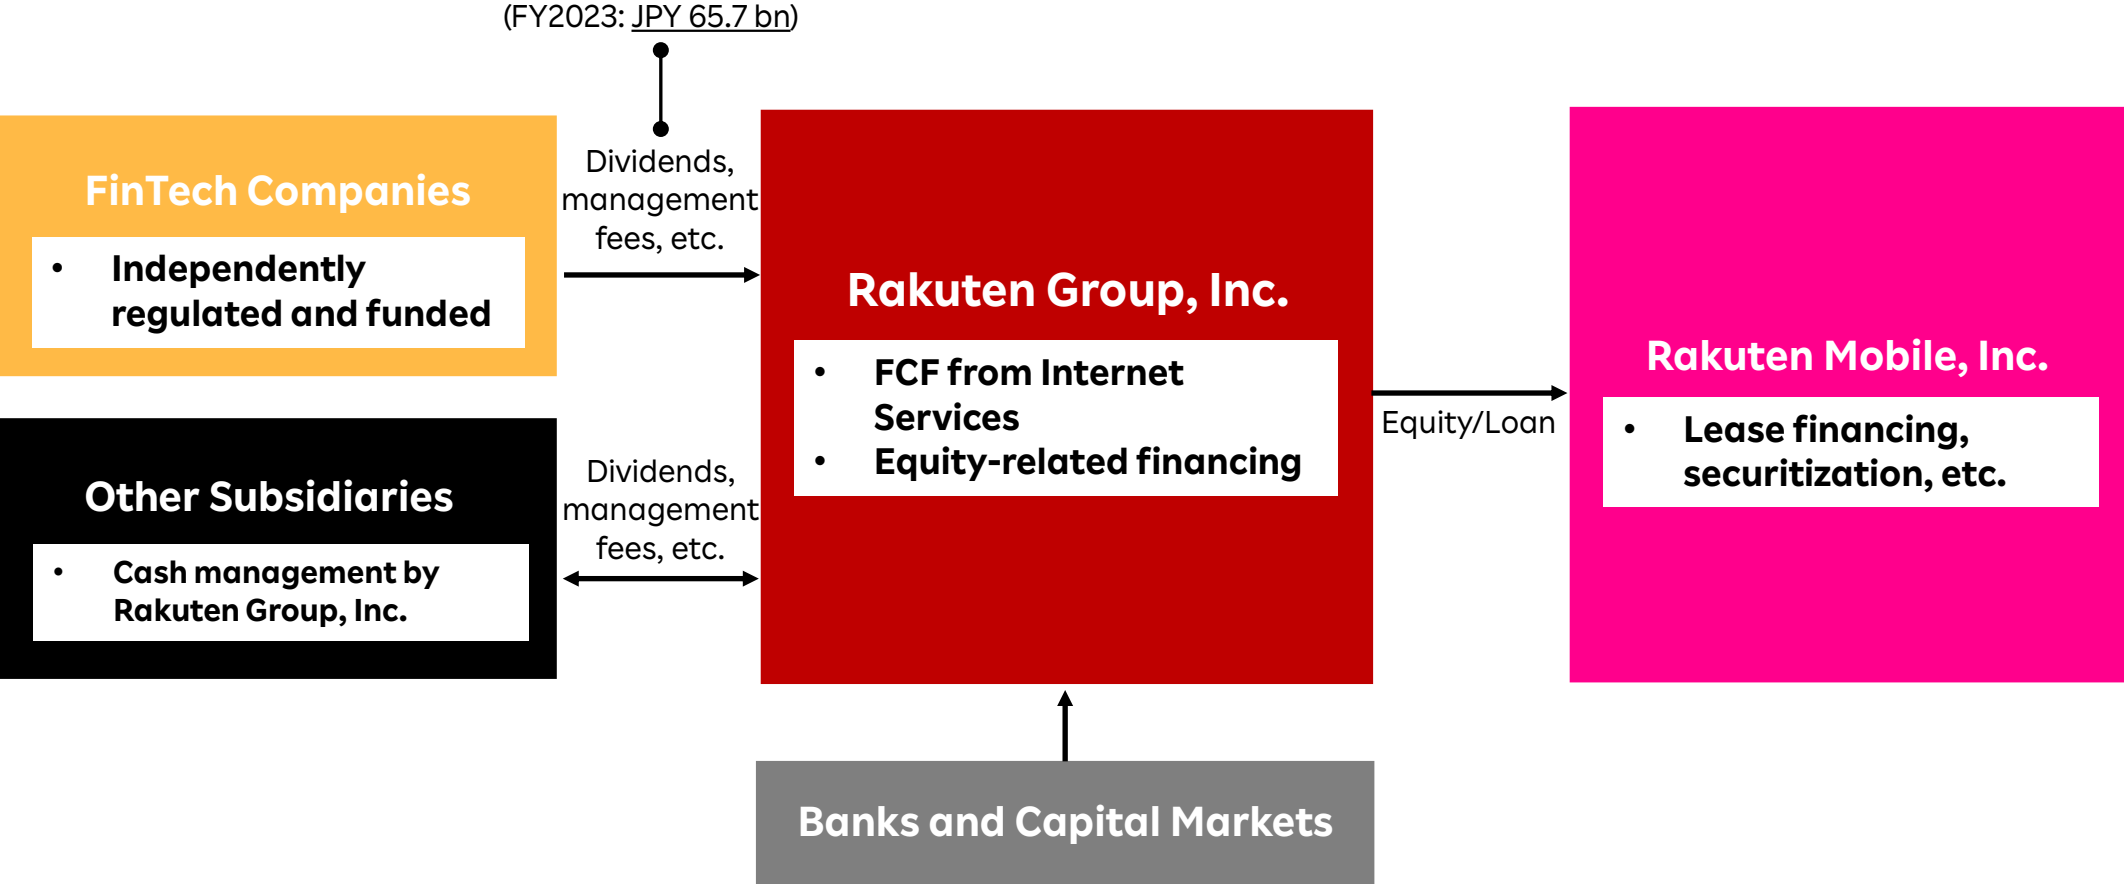 (FY2023: JPY 65.7 bn)
FinTech Companies
• Independently
regulated and funded
Dividends,
management
fees, etc.
Other Subsidiaries
• Cash management by
Rakuten Group, Inc.
Dividends,
management
fees, etc.
Rakuten Group, Inc.
• FCF from Internet
Services
• Equity-related financing
Equity/Loan
Rakuten Mobile, Inc.
• Lease financing,
securitization, etc.
Banks and Capital Markets